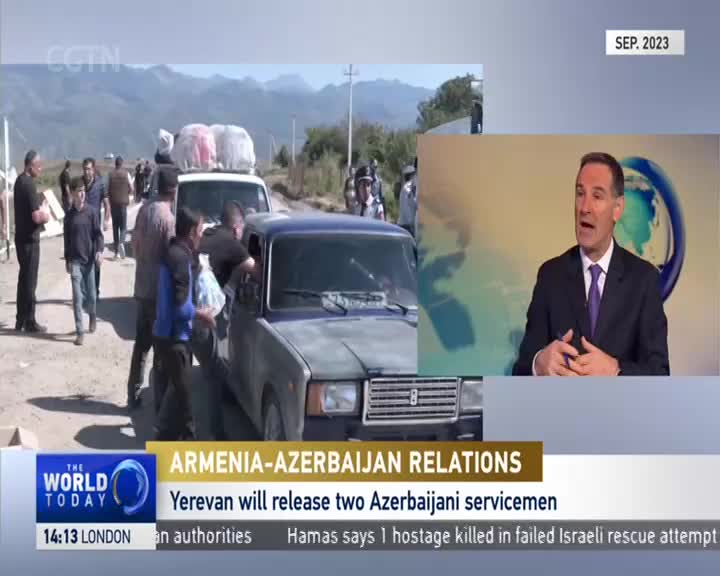 CGTN
SEP. 2023
ARMENIA-AZERBAIJAN RELATIONS
THE
WORLD
TODAY
Yerevan will release two Azerbaijani servicemen
14:13 LONDON
an authorities Hamas says 1 hostage killed in failed Israeli rescue attempt